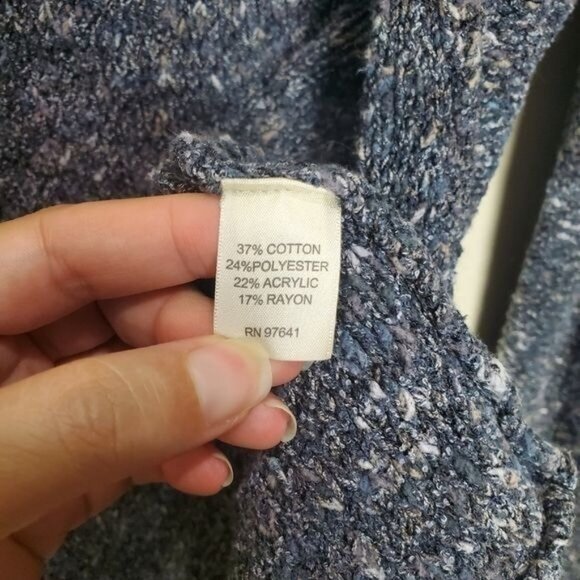 37% COTTON
24%POLYESTER
22% ACRYLIC
17% RAYON
RN 97641